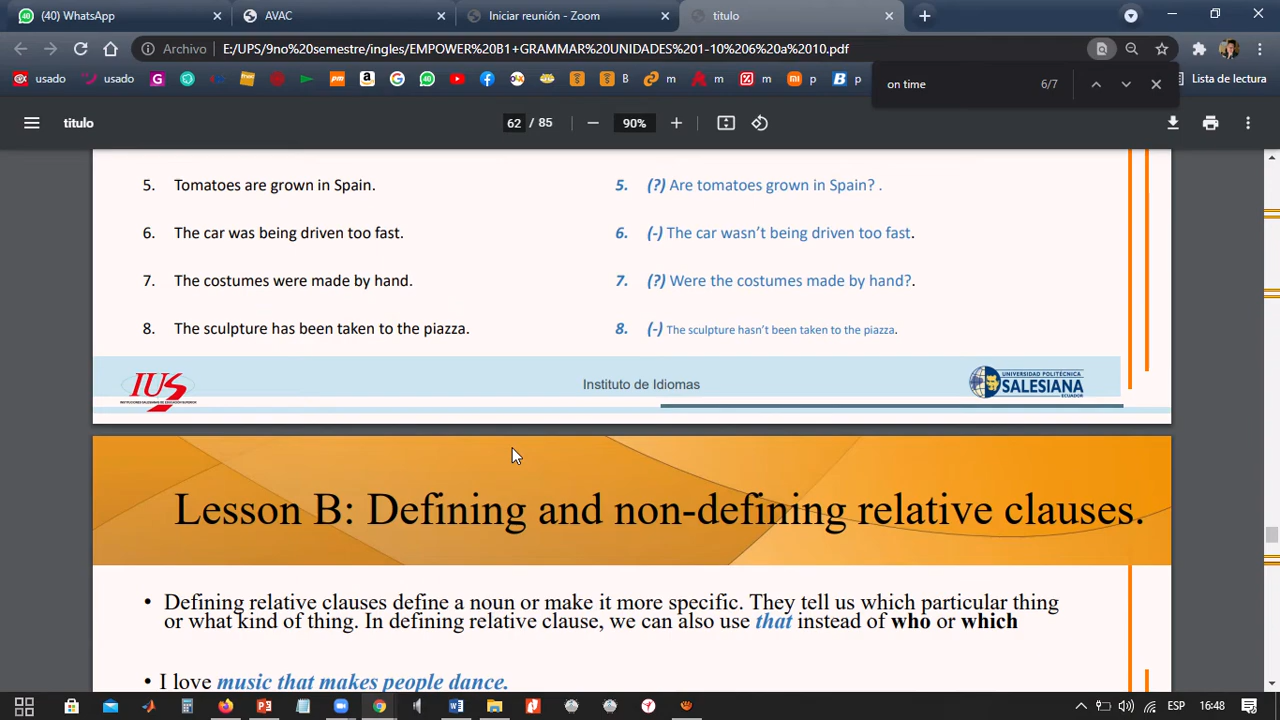 (40) WhatsApp
AVAC
Iniciar reunión - Zoom
titulo
Archivo
E:/UPS/9no%20semestre/ingles/EMPOWER%20B1+GRAMMAR%20UNIDADES%201-10%206%20a%2010.pdf
usado
usado
B
m
m
p
p
Lista de lectura
on time
6/7
titulo
62 / 85
90%
5. Tomatoes are grown in Spain.
5. (?) Are tomatoes grown in Spain? .
6. The car was being driven too fast.
6. (-) The car wasn't being driven too fast.
7. The costumes were made by hand.
7. (?) Were the costumes made by hand?.
8. The sculpture has been taken to the piazza.
8. (-) The sculpture hasn't been taken to the piazza.
IUS
Instituto de Idiomas
UNIVERSIDAD POLITÉCNICA
SALESIANA
ECUADOR
Lesson B: Defining and non-defining relative clauses.
• Defining relative clauses define a noun or make it more specific. They tell us which particular thing
or what kind of thing. In defining relative clause, we can also use that instead of who or which
• I love music that makes people dance.
ESP
16:48